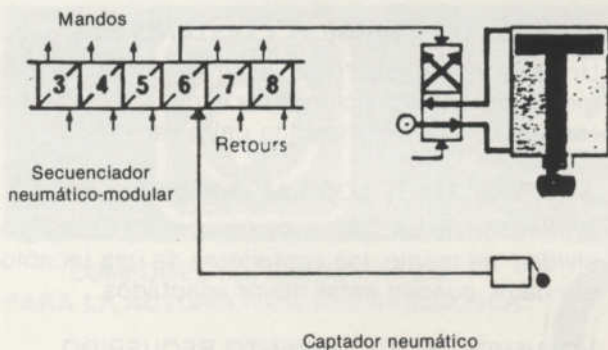 Mandos
3 4 5 6 7 8
Retours
Secuenciador
neumático-modular
Captador neumático